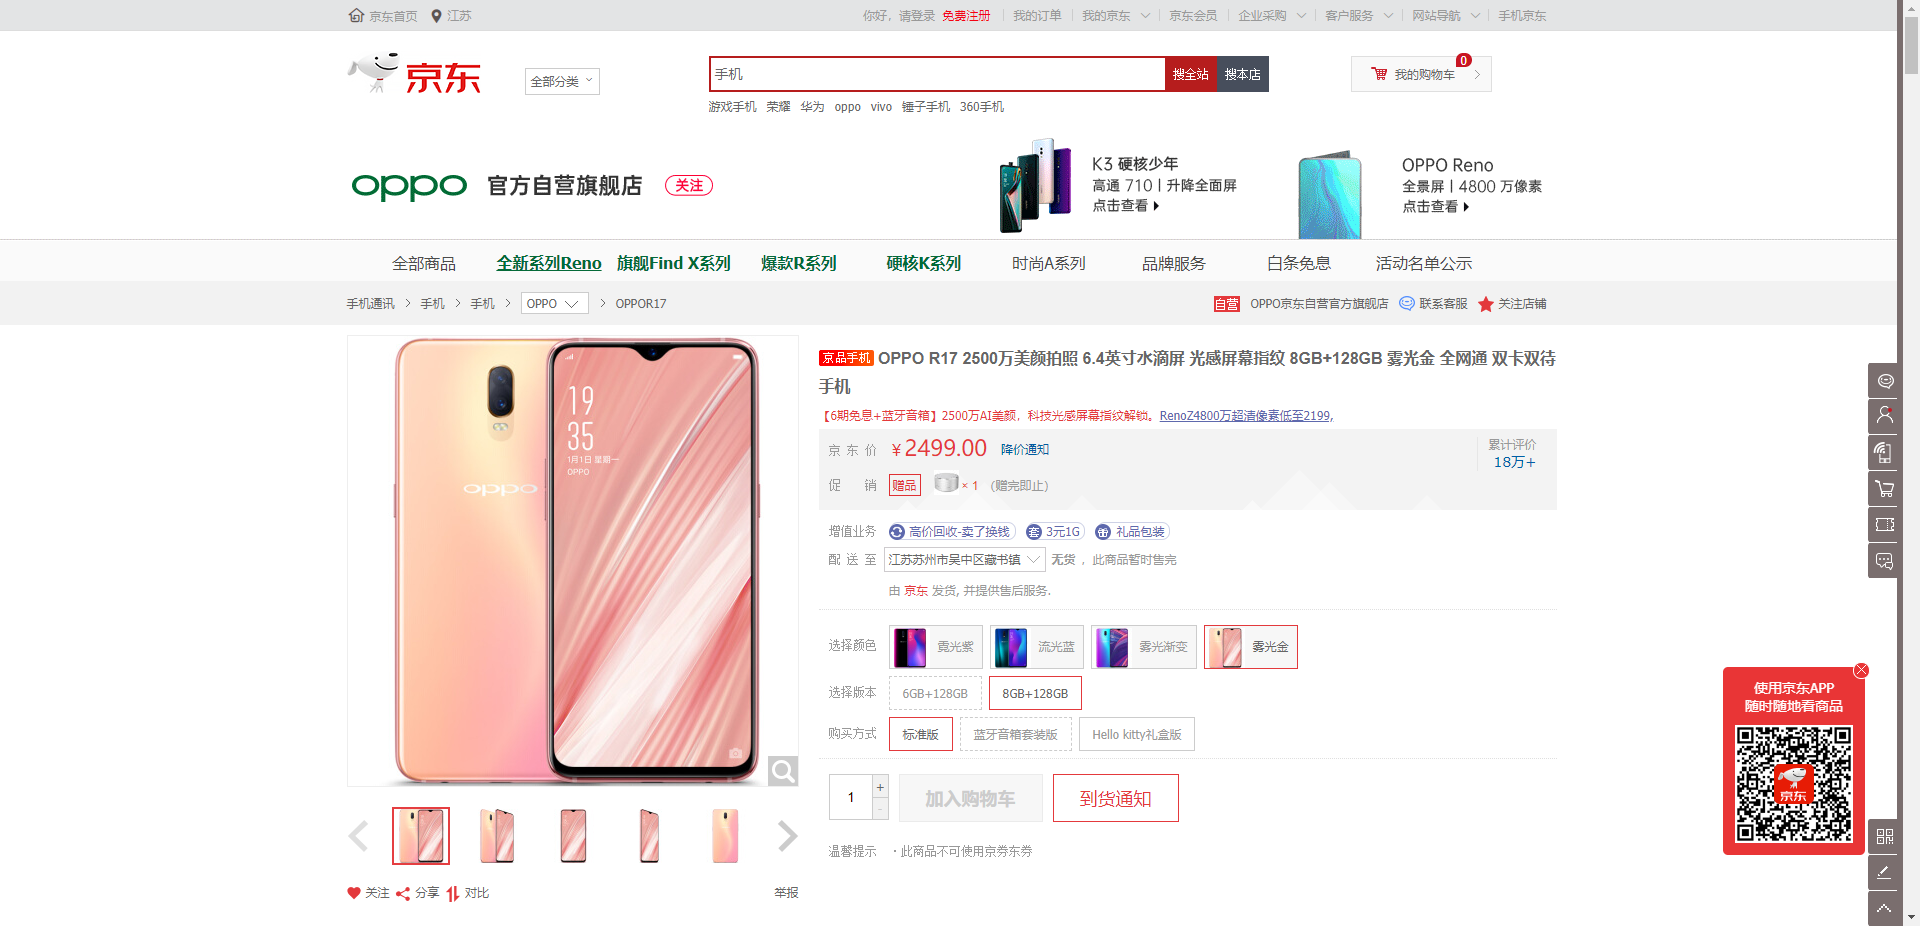 京东首页 江苏
你好，请登录 免费注册 我的订单 我的京东 京东会员 企业采购 客户服务 网站导航 手机京东
京东
全部分类
手机
搜全站 搜本店
我的购物车 0
游戏手机 荣耀 华为 oppo vivo 锤子手机 360手机
oppo 官方自营旗舰店 关注
K3 硬核少年
高通 710 | 升降全面屏
点击查看
OPPO Reno
全景屏 | 4800 万像素
点击查看
全部商品 全新系列Reno 旗舰Find X系列 爆款R系列 硬核K系列 时尚A系列 品牌服务 白条免息 活动名单公示
手机通讯 > 手机 > 手机 > OPPO > OPPOR17
自营 OPPO京东自营官方旗舰店 联系客服 关注店铺
19
35
1月1日 星期一
OPPO
oppo
京品手机 OPPO R17 2500万美颜拍照 6.4英寸水滴屏 光感屏幕指纹 8GB+128GB 雾光金 全网通 双卡双待
手机
【6期免息+蓝牙音箱】2500万AI美颜，科技光感屏幕指纹解锁。RenoZ4800万超清像素低至2199,
京东价 ￥2499.00 降价通知
累计评价
18万+
促销 赠品 × 1 （赠完即止）
增值业务 高价回收-卖了换钱 套 3元1G 礼品包装
配送至 江苏苏州市吴中区藏书镇 无货，此商品暂时售完
由 京东 发货, 并提供售后服务.
选择颜色 霓光紫 流光蓝 雾光渐变 雾光金
选择版本 6GB+128GB 8GB+128GB
购买方式 标准版 蓝牙音箱套装版 Hello kitty礼盒版
1 + -
加入购物车 到货通知
温馨提示 ·此商品不可使用京券东券
关注 分享 对比 举报
使用京东APP
随时随地看商品
京东